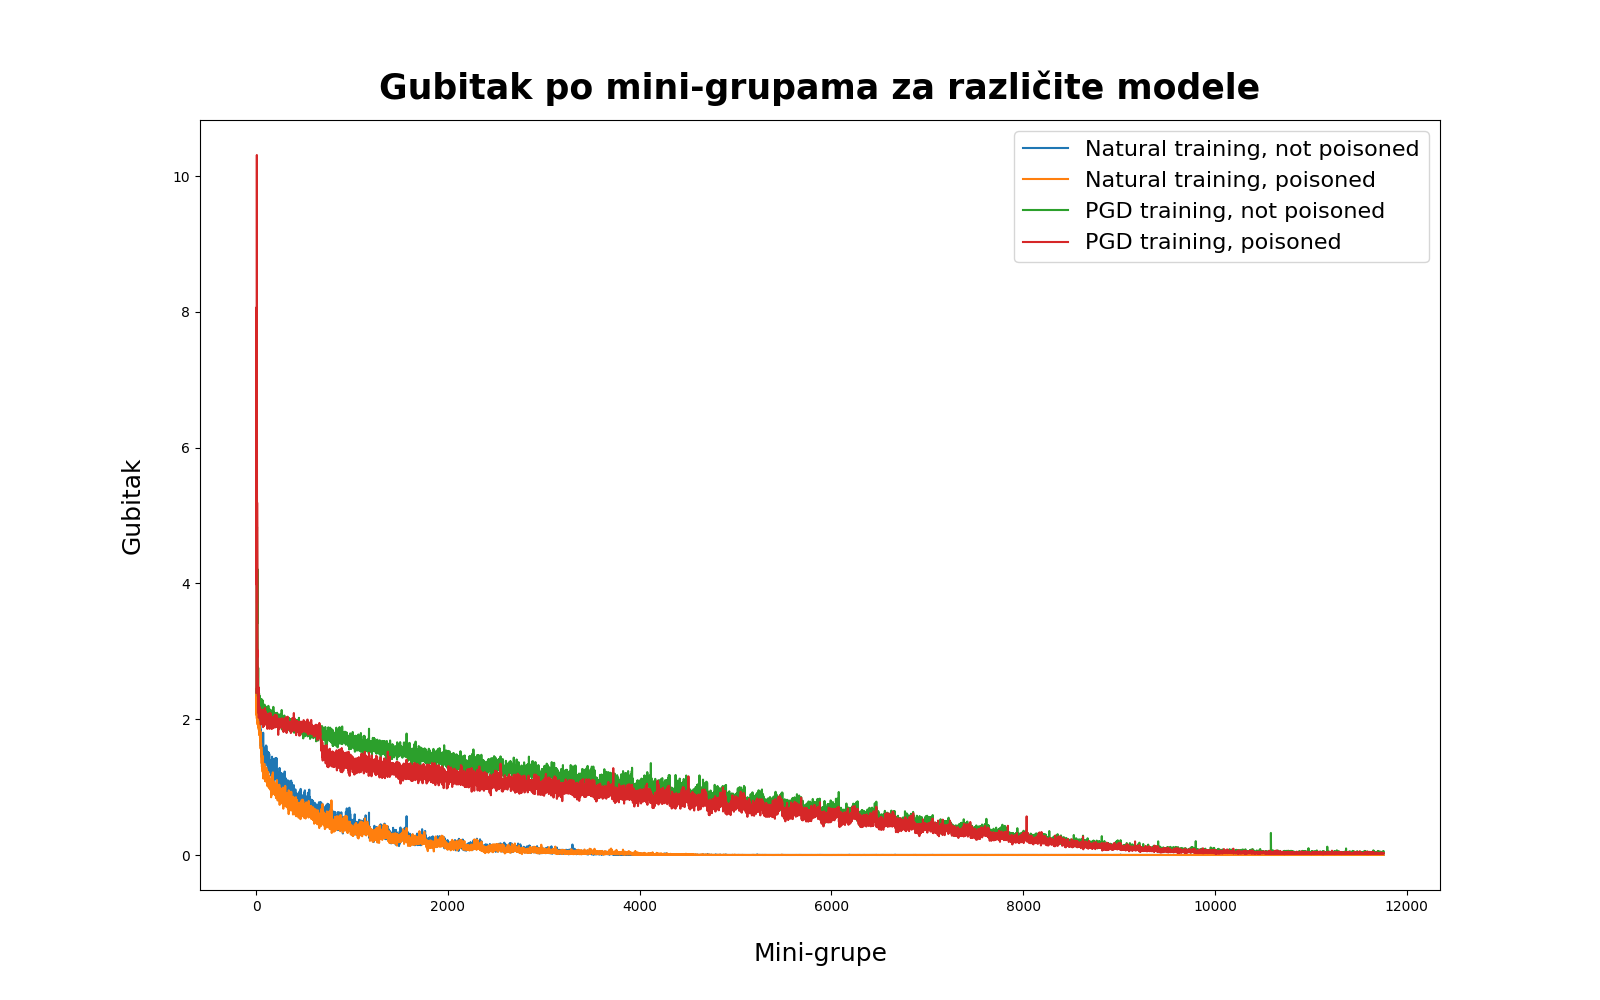 Gubitak po mini-grupama za različite modele
Natural training, not poisoned
Natural training, poisoned
PGD training, not poisoned
PGD training, poisoned
10
8
6
4
2
0
Gubitak
0 2000 4000 6000 8000 10000 12000
Mini-grupe